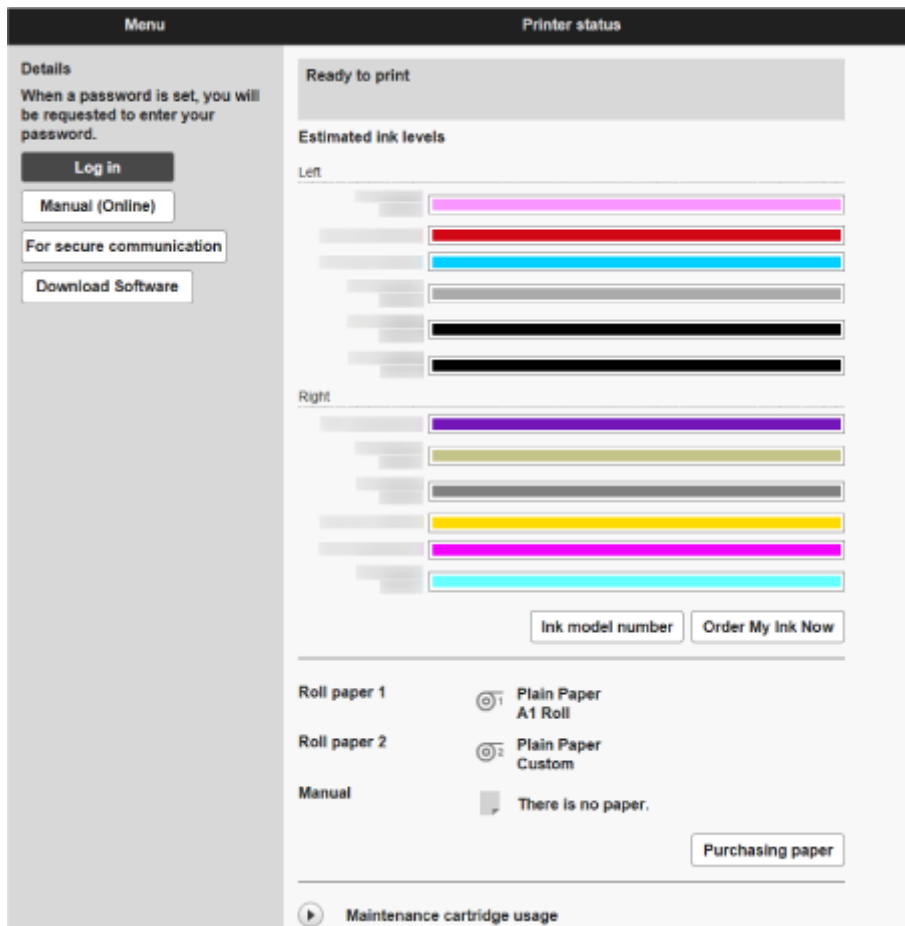 Menu
Printer status
Details
When a password is set, you will
be requested to enter your
password.
Log in
Manual (Online)
For secure communication
Download Software
Ready to print
Estimated ink levels
Left
Right
Ink model number
Order My Ink Now
Roll paper 1
1
Plain Paper
A1 Roll
Roll paper 2
2
Plain Paper
Custom
Manual
There is no paper.
Purchasing paper
Maintenance cartridge usage